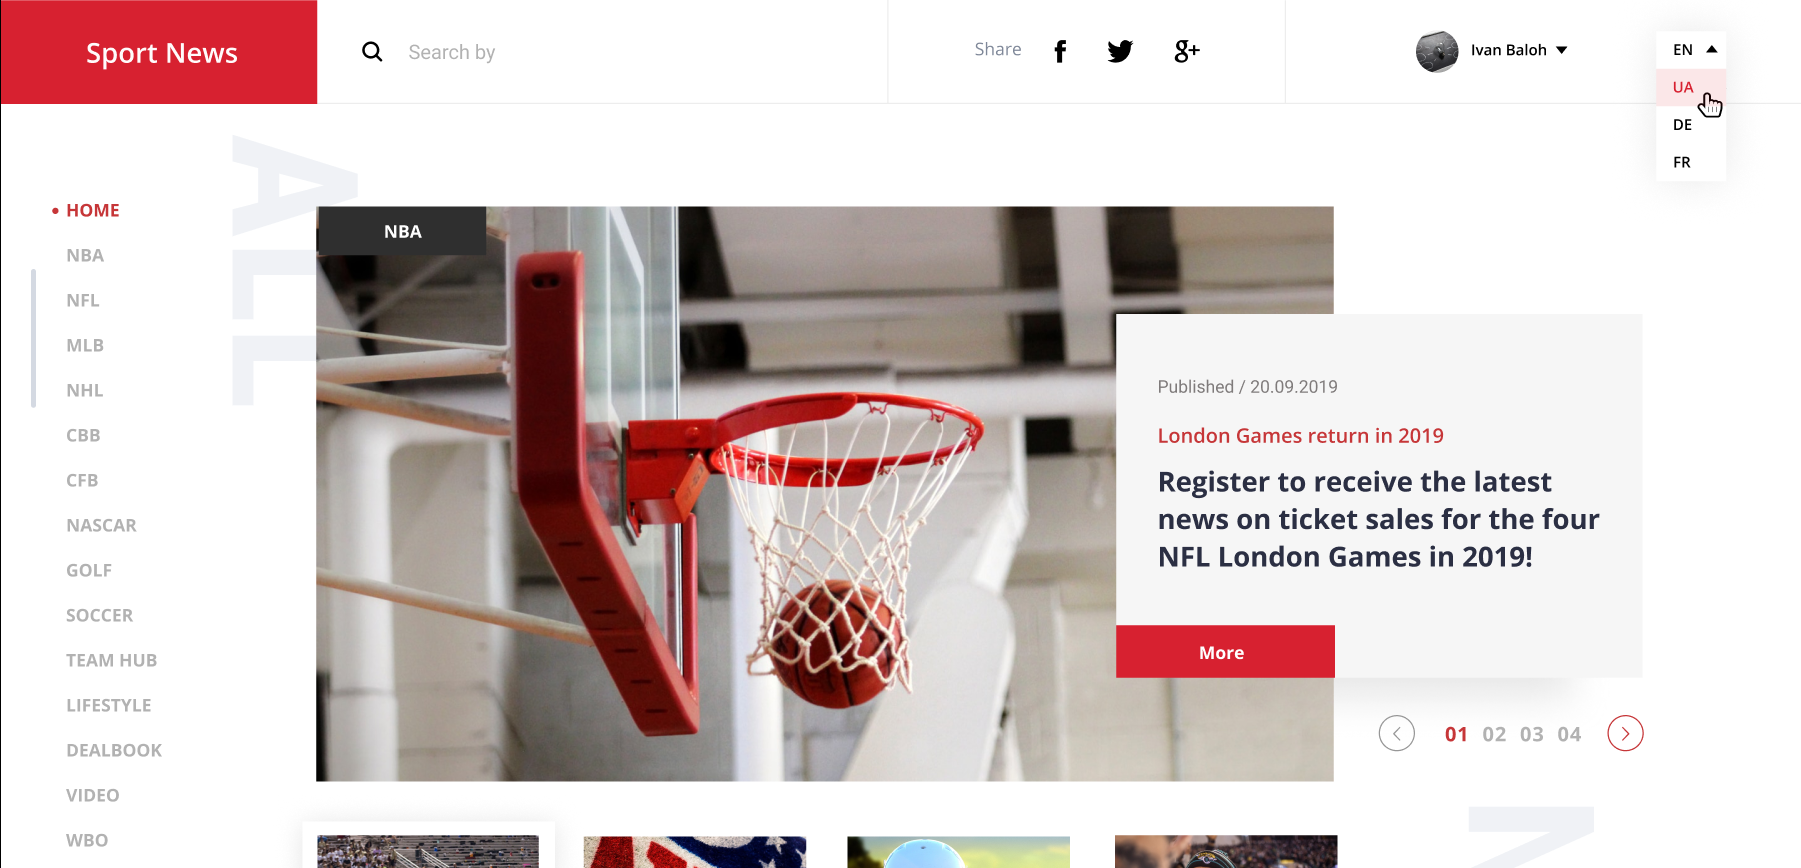 Sport News
Search by
Share
Ivan Baloh
EN
UA
DE
FR
ALL
HOME
NBA
NFL
MLB
NHL
CBB
CFB
NASCAR
GOLF
SOCCER
TEAM HUB
LIFESTYLE
DEALBOOK
VIDEO
WBO
NBA
Published / 20.09.2019
London Games return in 2019
Register to receive the latest
news on ticket sales for the four
NFL London Games in 2019!
More
01 02 03 04